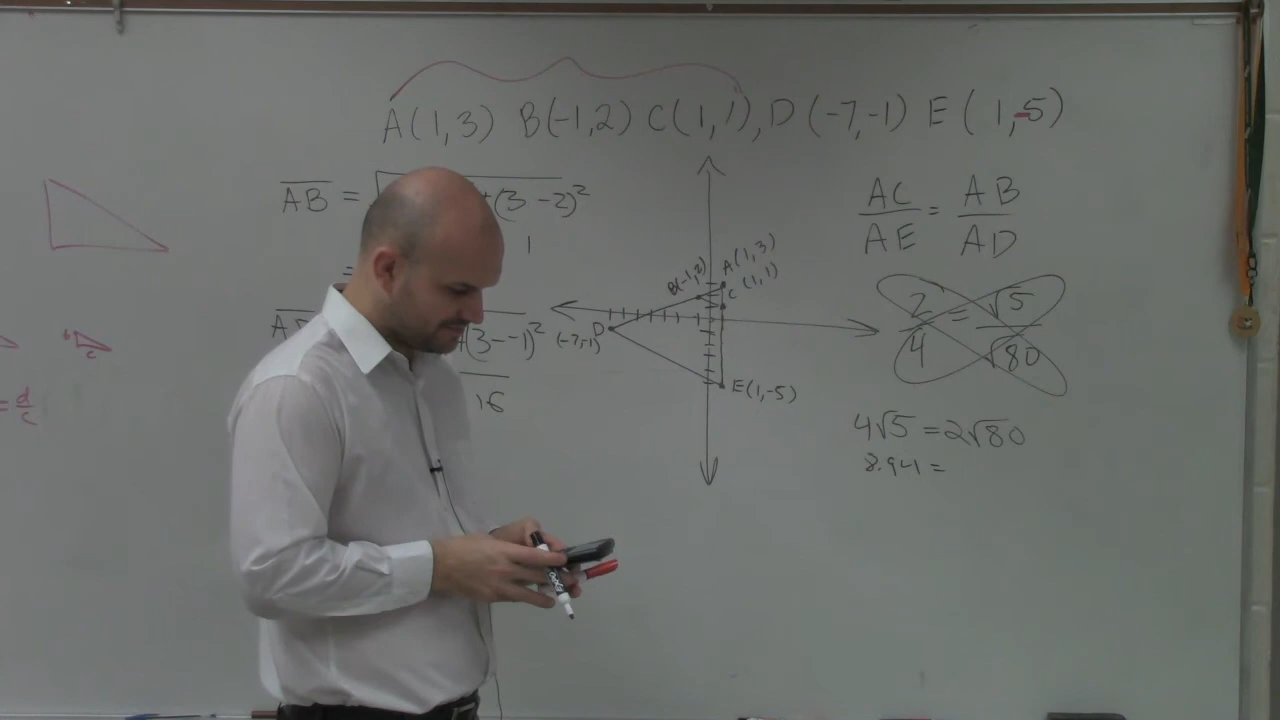 A(1,3) B(-1,2) C(1,1), D(-7,-1) E(1,-5)
AB = +(3-2)²
1
=
(3--1)²
16
A(1,3)
B(-1,2)
C(1,1)
D
(-7,-1)
E(1,-5)
AC/AE = AB/AD
2/4 = √5/√80
4√5 = 2√80
8.941 =
b
c
= d/c